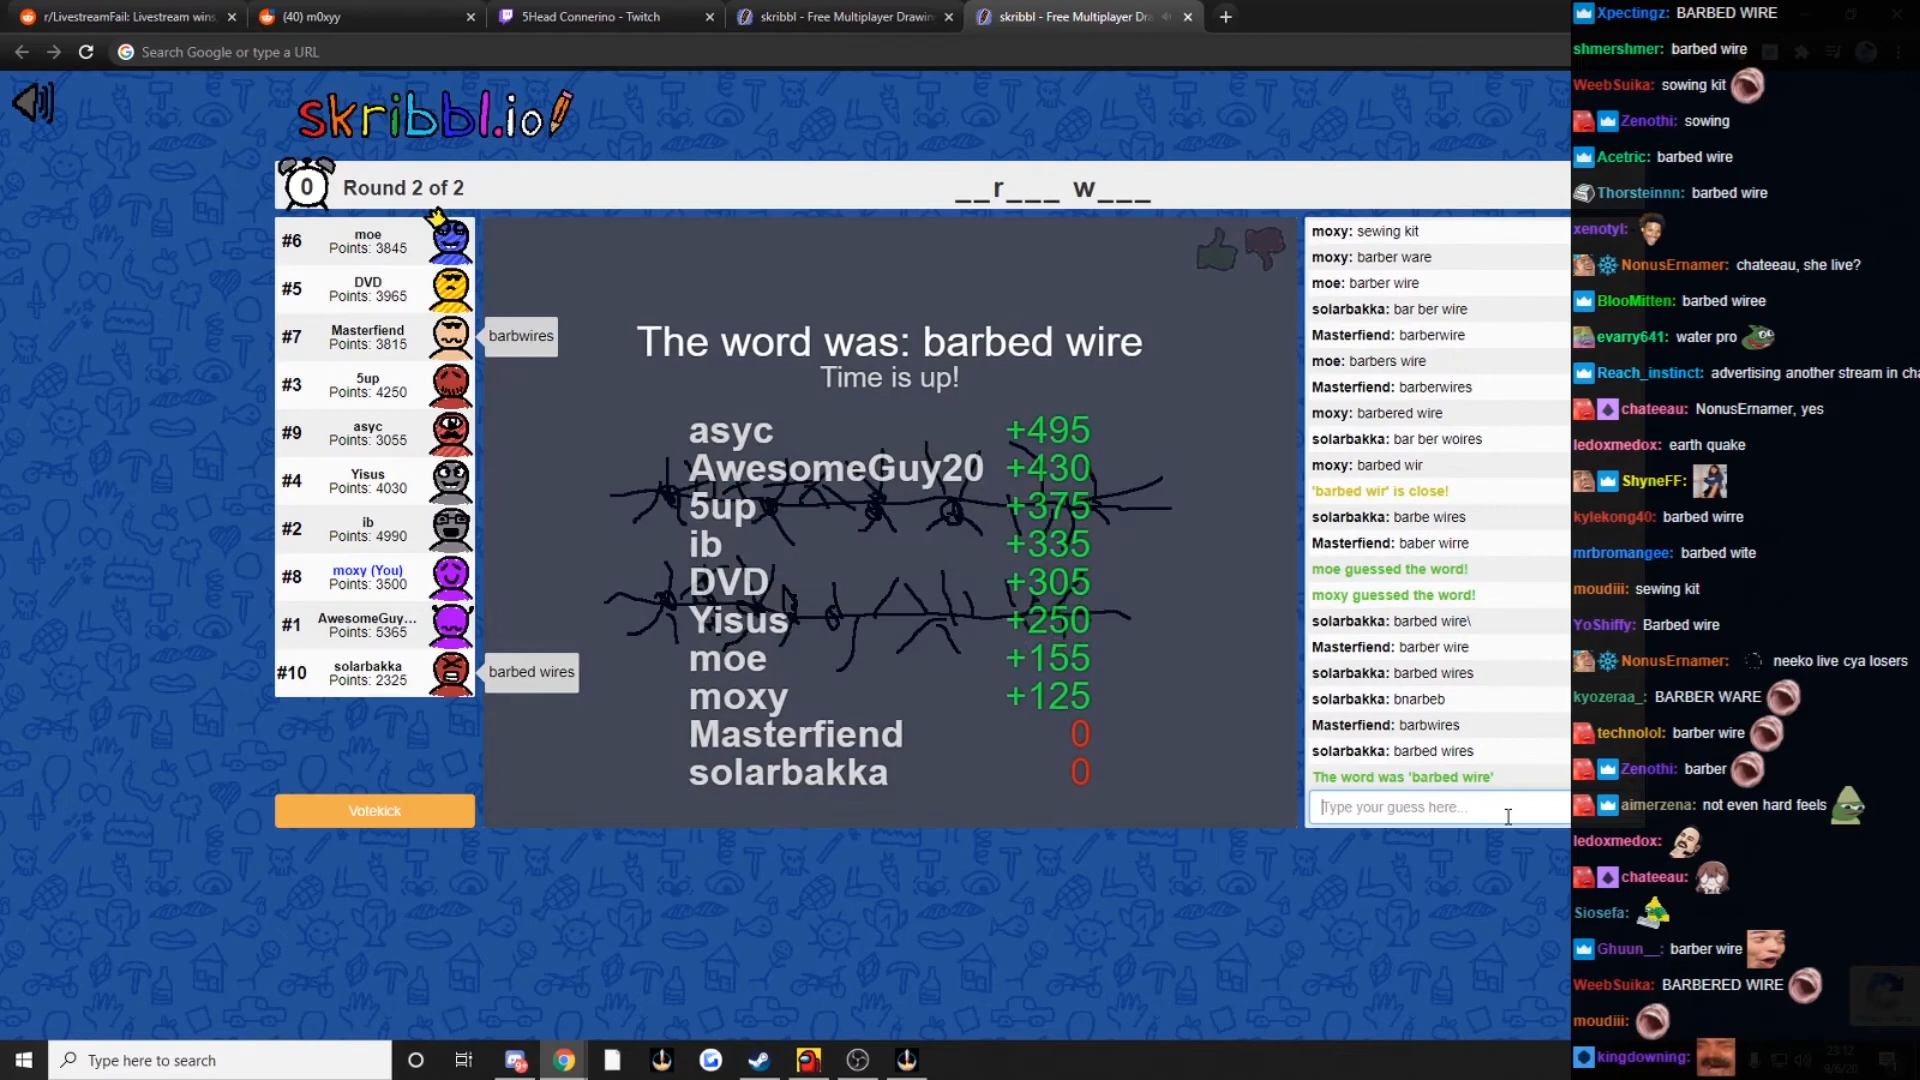 r/LivestreamFail: Livestream wins,
(40) m0xyy
5Head Connerino - Twitch
skribbl - Free Multiplayer Drawin
skribbl - Free Multiplayer Dra
Search Google or type a URL
skribbl.io
0
Round 2 of 2
__r___ w___
#6 moe
Points: 3845
#5 DVD
Points: 3965
#7 Masterfiend
Points: 3815
barbwires
#3 5up
Points: 4250
#9 asyc
Points: 3055
#4 Yisus
Points: 4030
#2 ib
Points: 4990
#8 moxy (You)
Points: 3500
#1 AwesomeGuy...
Points: 5365
#10 solarbakka
Points: 2325
barbed wires
Votekick
The word was: barbed wire
Time is up!
asyc +495
AwesomeGuy20 +430
5up +375
ib +335
DVD +305
Yisus +250
moe +155
moxy +125
Masterfiend 0
solarbakka 0
moxy: sewing kit
moxy: barber ware
moe: barber wire
solarbakka: bar ber wire
Masterfiend: barberwire
moe: barbers wire
Masterfiend: barberwires
moxy: barbered wire
solarbakka: bar ber woires
moxy: barbed wir
'barbed wir' is close!
solarbakka: barbe wires
Masterfiend: baber wirre
moe guessed the word!
moxy guessed the word!
solarbakka: barbed wire\
Masterfiend: barber wire
solarbakka: barbed wires
solarbakka: bnarbeb
Masterfiend: barbwires
solarbakka: barbed wires
The word was 'barbed wire'
Type your guess here...
Xpectingz: BARBED WIRE
shmershmer: barbed wire
WeebSuika: sowing kit
Zenothi: sowing
Acetric: barbed wire
Thorsteinnn: barbed wire
xenotyl:
NonusErnamer: chateeau, she live?
BlooMitten: barbed wiree
evarry641: water pro
Reach_instinct: advertising another stream in cha
chateeau: NonusErnamer, yes
ledoxmedox: earth quake
ShyneFF:
kylekong40: barbed wirre
mrbromangee: barbed wite
moudiii: sewing kit
YoShiffy: Barbed wire
NonusErnamer: neeko live cya losers
kyozeraa_: BARBER WARE
technolol: barber wire
Zenothi: barber
aimerzena: not even hard feels
ledoxmedox:
chateeau:
Siosefa:
Ghuun__: barber wire
WeebSuika: BARBERED WIRE
moudiii:
kingdowning:
Type here to search
23:12
9/6/20